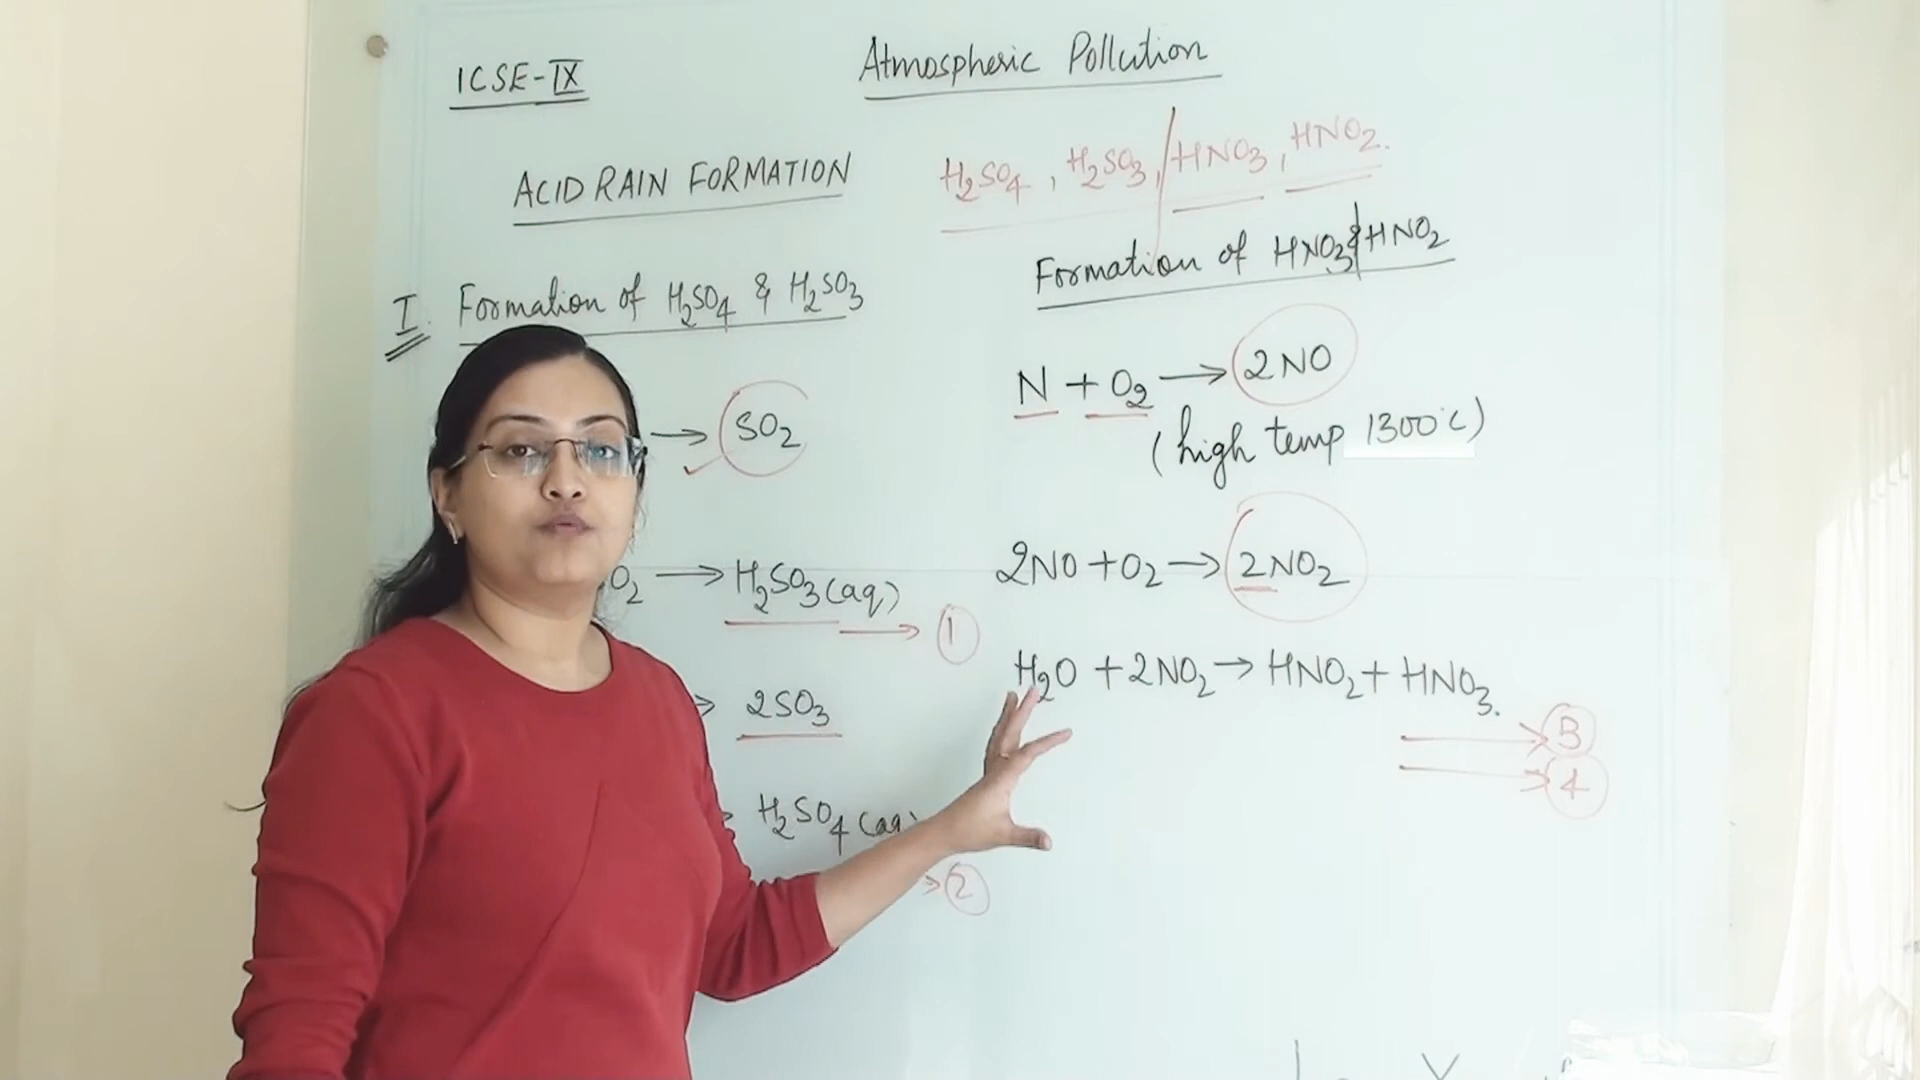 ICSE-IX
Atmospheric Pollution
ACID RAIN FORMATION
H₂SO₄, H₂SO₃, / HNO₃, HNO₂.
I. Formation of H₂SO₄ & H₂SO₃
→ SO₂
O₂ → H₂SO₃(aq)
→ 1
2SO₃
H₂SO₄(aq)
→ 2
Formation of HNO₃ & HNO₂
N + O₂ → 2NO
(high temp 1300°C)
2NO + O₂ → 2NO₂
H₂O + 2NO₂ → HNO₂ + HNO₃.
→ 3
→ 4